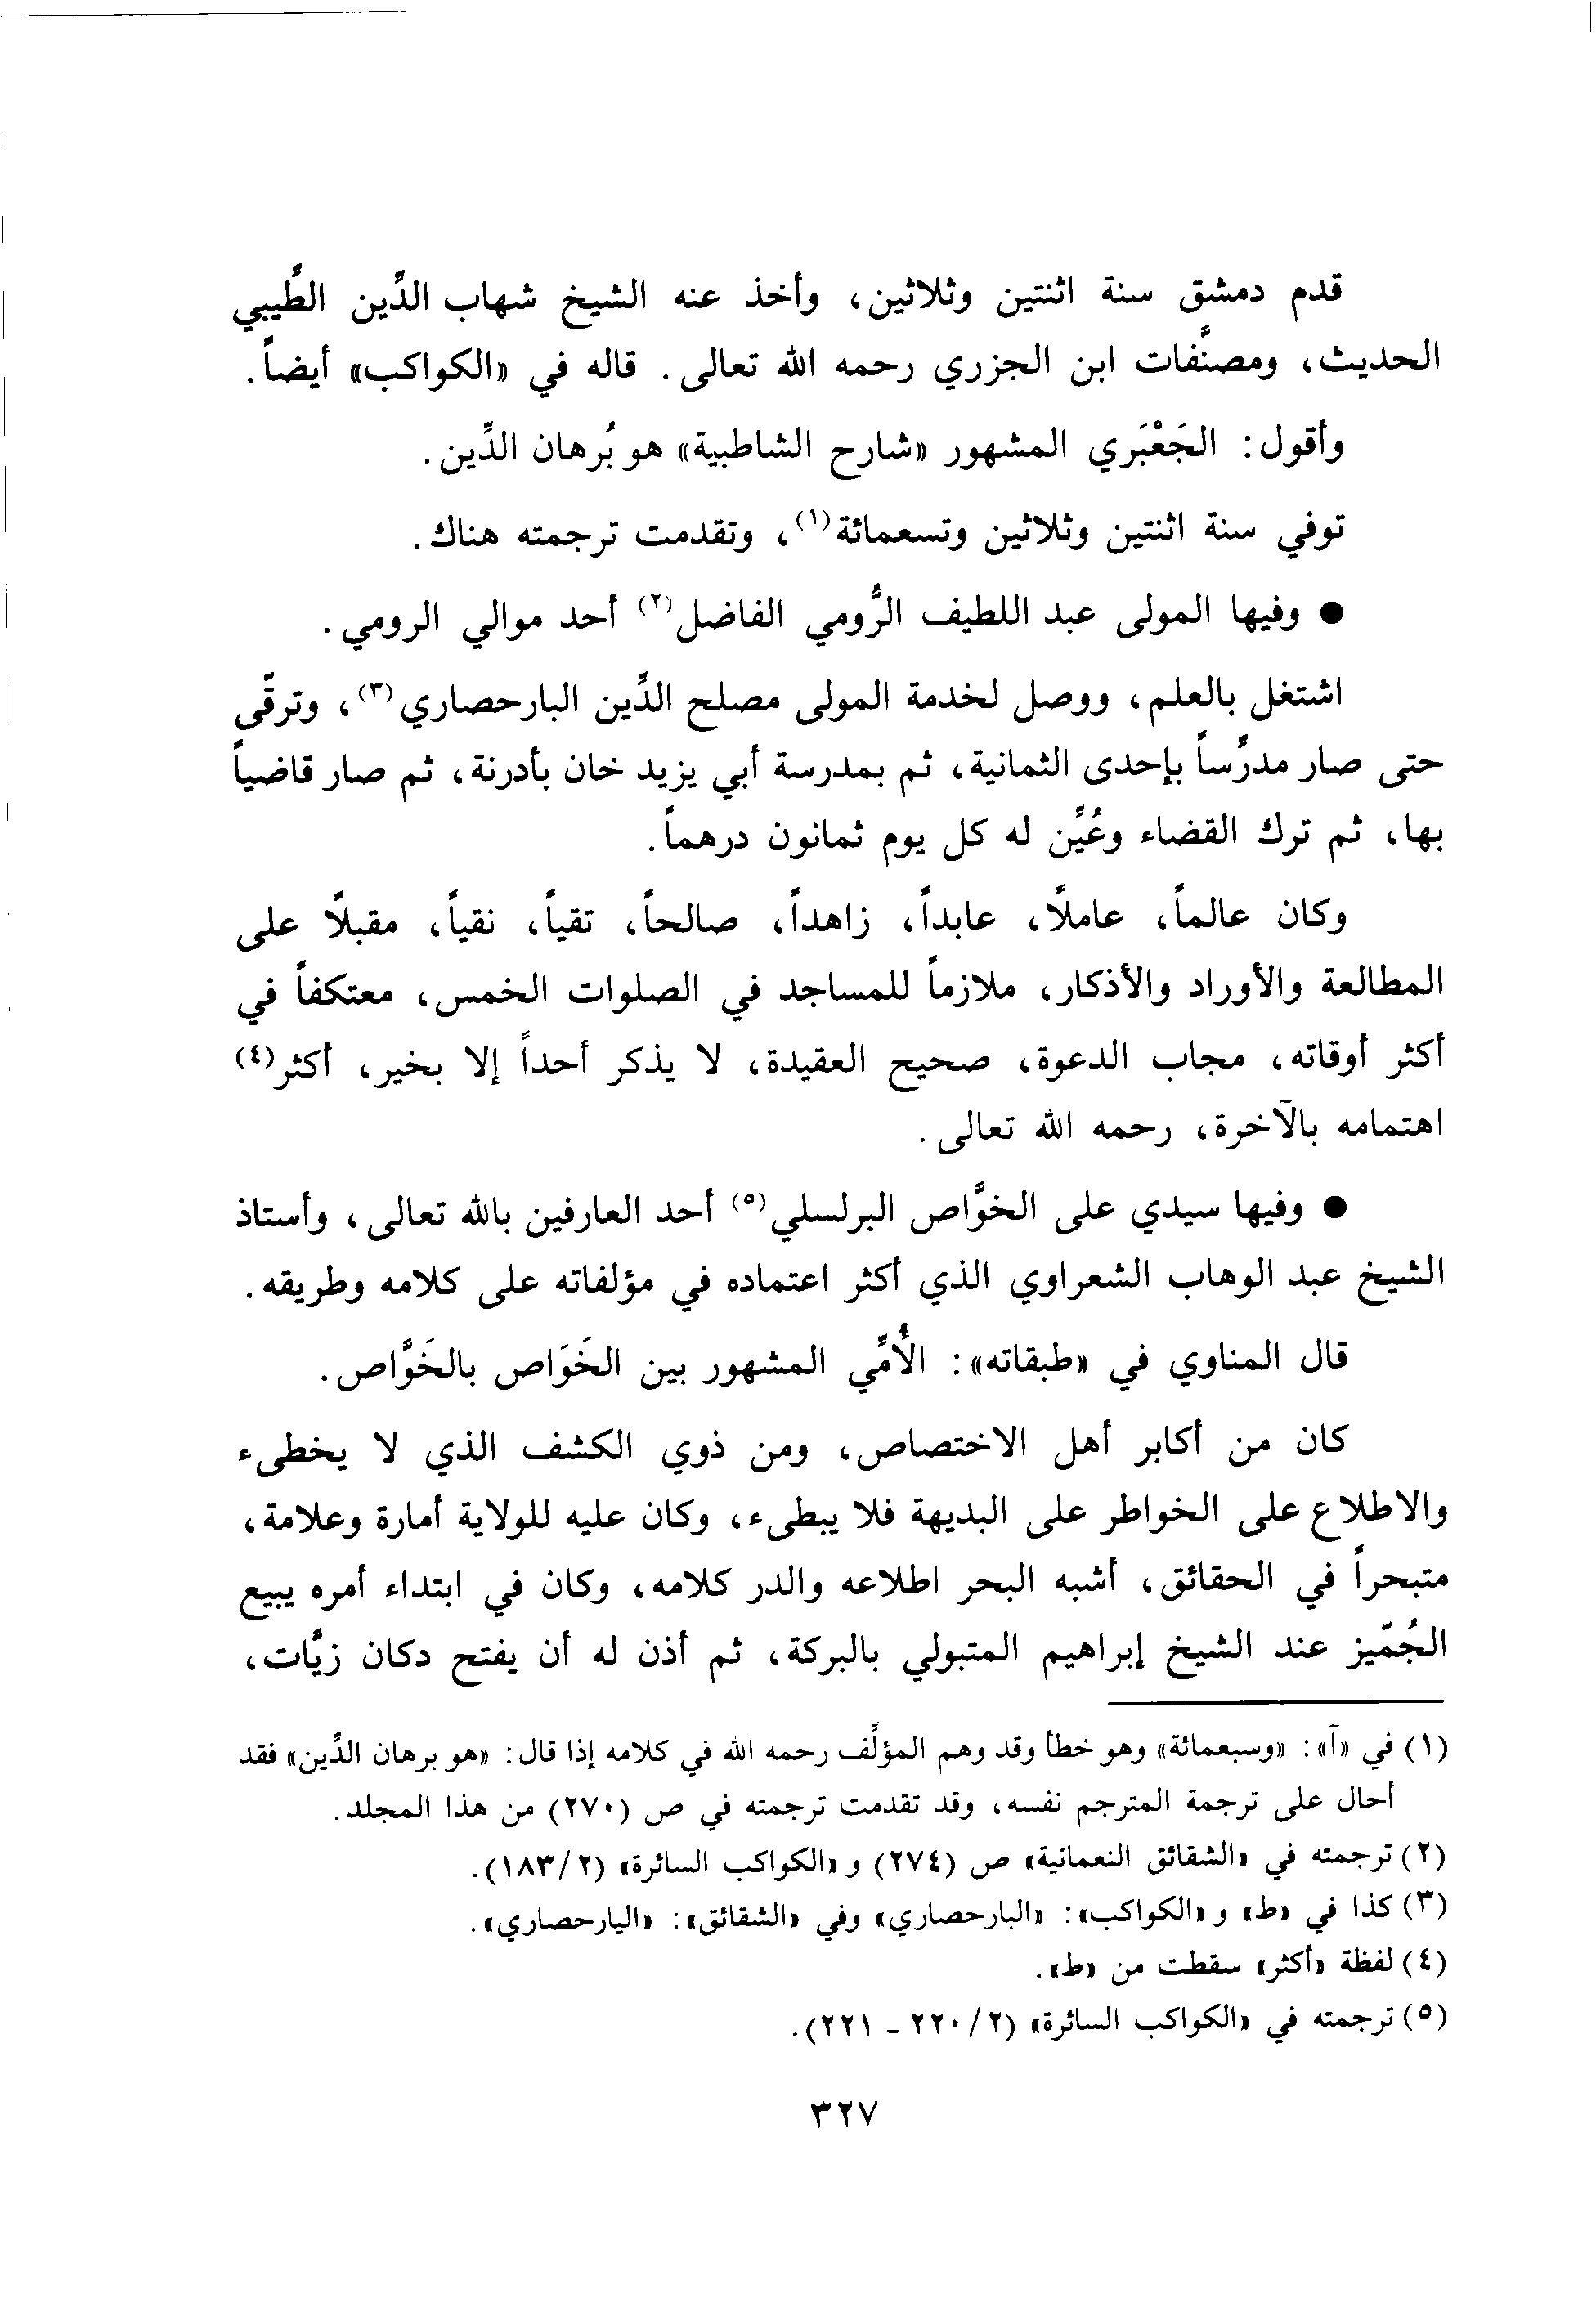 قدم دمشق سنة اثنتين وثلاثين، وأخذ عنه الشيخ شهاب الدِّين الطِّيبي
الحديث، ومصنَّفات ابن الجزري رحمه الله تعالى. قاله في «الكواكب» أيضاً.
وأقول: الجَعْبَري المشهور «شارح الشاطبية» هو بُرهان الدِّين.
توفي سنة اثنتين وثلاثين وتسعمائة(١)، وتقدمت ترجمته هناك.
● وفيها المولى عبد اللطيف الرُّومي الفاضل(٢) أحد موالي الرومي.
اشتغل بالعلم، ووصل لخدمة المولى مصلح الدِّين البارحصاري(٣)، وترقَّى
حتى صار مدرِّساً بإحدى الثمانية، ثم بمدرسة أبي يزيد خان بأدرنة، ثم صار قاضياً
بها، ثم ترك القضاء وعُيِّن له كل يوم ثمانون درهماً.
وكان عالماً، عاملاً، عابداً، زاهداً، صالحاً، تقياً، نقياً، مقبلاً على
المطالعة والأوراد والأذكار، ملازماً للمساجد في الصلوات الخمس، معتكفاً في
أكثر أوقاته، مجاب الدعوة، صحيح العقيدة، لا يذكر أحداً إلا بخير، أكثر(٤)
اهتمامه بالآخرة، رحمه الله تعالى.
● وفيها سيدي على الخوَّاص البرلسلي(٥) أحد العارفين بالله تعالى، وأستاذ
الشيخ عبد الوهاب الشعراوي الذي أكثر اعتماده في مؤلفاته على كلامه وطريقه.
قال المناوي في «طبقاته»: الأُمِّي المشهور بين الخَوَاص بالخَوَّاص.
كان من أكابر أهل الاختصاص، ومن ذوي الكشف الذي لا يخطىء
والاطلاع على الخواطر على البديهة فلا يبطىء، وكان عليه للولاية أمارة وعلامة،
متبحراً في الحقائق، أشبه البحر اطلاعه والدر كلامه، وكان في ابتداء أمره يبيع
الجُمّيز عند الشيخ إبراهيم المتبولي بالبركة، ثم أذن له أن يفتح دكان زيَّات،
(١) في «آ»: «وسبعمائة» وهو خطأ وقد وهم المؤلِّف رحمه الله في كلامه إذا قال: «هو برهان الدِّين» فقد
أحال على ترجمة المترجم نفسه، وقد تقدمت ترجمته في ص (٢٧٠) من هذا المجلد.
(٢) ترجمته في «الشقائق النعمانية» ص (٢٧٤) و «الكواكب السائرة» (١٨٣/٢).
(٣) كذا في «ط» و «الكواكب»: «البارحصاري» وفي «الشقائق»: «اليارحصاري».
(٤) لفظة «أكثر» سقطت من «ط».
(٥) ترجمته في «الكواكب السائرة» (٢٢٠/٢ - ٢٢١).
٣٢٧